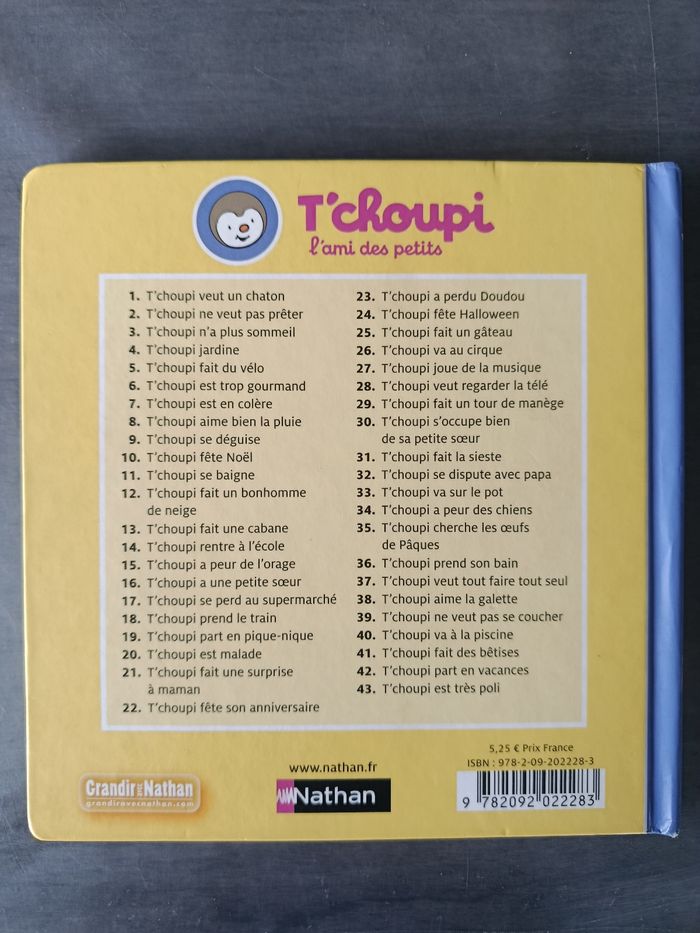 T'choupi
l'ami des petits
1. T'choupi veut un chaton
2. T'choupi ne veut pas prêter
3. T'choupi n'a plus sommeil
4. T'choupi jardine
5. T'choupi fait du vélo
6. T'choupi est trop gourmand
7. T'choupi est en colère
8. T'choupi aime bien la pluie
9. T'choupi se déguise
10. T'choupi fête Noël
11. T'choupi se baigne
12. T'choupi fait un bonhomme
de neige
13. T'choupi fait une cabane
14. T'choupi rentre à l'école
15. T'choupi a peur de l'orage
16. T'choupi a une petite sœur
17. T'choupi se perd au supermarché
18. T'choupi prend le train
19. T'choupi part en pique-nique
20. T'choupi est malade
21. T'choupi fait une surprise
à maman
22. T'choupi fête son anniversaire
23. T'choupi a perdu Doudou
24. T'choupi fête Halloween
25. T'choupi fait un gâteau
26. T'choupi va au cirque
27. T'choupi joue de la musique
28. T'choupi veut regarder la télé
29. T'choupi fait un tour de manège
30. T'choupi s'occupe bien
de sa petite sœur
31. T'choupi fait la sieste
32. T'choupi se dispute avec papa
33. T'choupi va sur le pot
34. T'choupi a peur des chiens
35. T'choupi cherche les œufs
de Pâques
36. T'choupi prend son bain
37. T'choupi veut tout faire tout seul
38. T'choupi aime la galette
39. T'choupi ne veut pas se coucher
40. T'choupi va à la piscine
41. T'choupi fait des bêtises
42. T'choupi part en vacances
43. T'choupi est très poli
Grandir avec Nathan
grandiravecnathan.com
www.nathan.fr
Nathan
5,25 € Prix France
ISBN : 978-2-09-202228-3
9 782092 022283